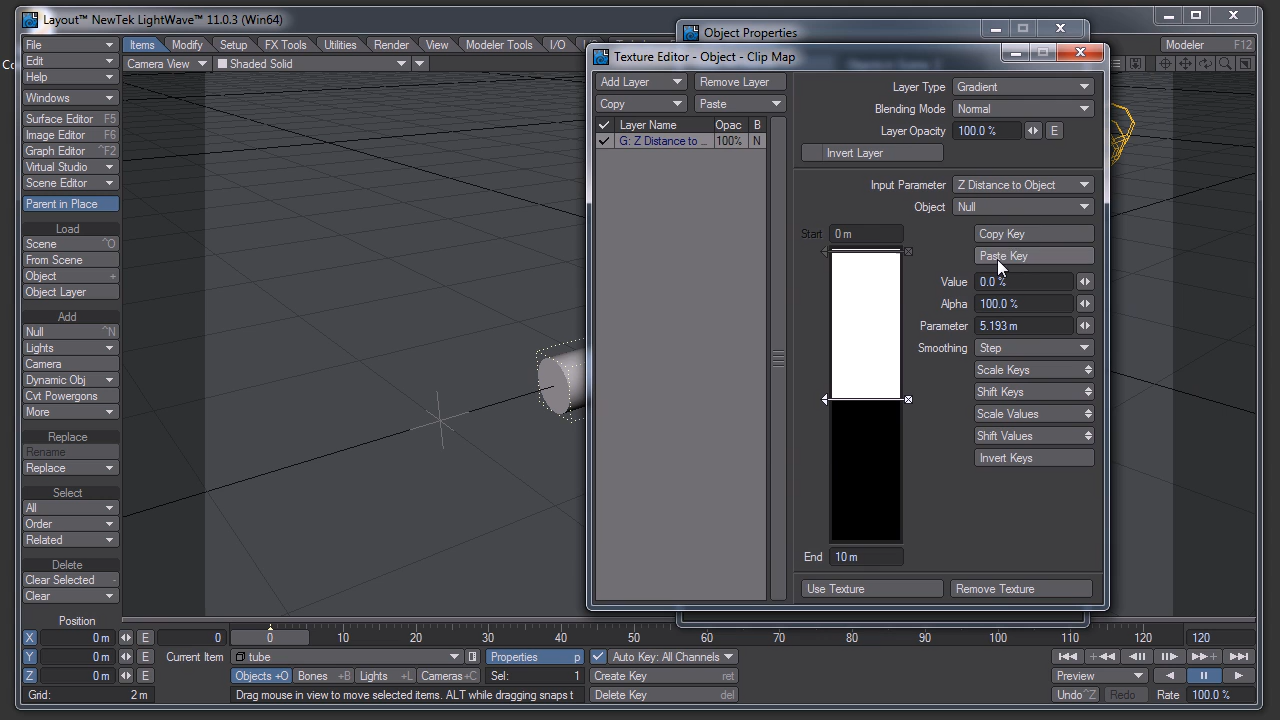 Layout™ NewTek LightWave™ 11.0.3 (Win64)
Object Properties
Texture Editor - Object - Clip Map
File
Edit
Help
Windows
Surface Editor F5
Image Editor F6
Graph Editor ^F2
Virtual Studio
Scene Editor
Parent in Place
Load
Scene ^O
From Scene
Object +
Object Layer
Add
Null ^N
Lights
Camera
Dynamic Obj
Cvt Powergons
More
Replace
Rename
Replace
Select
All
Order
Related
Delete
Clear Selected -
Clear
Items Modify Setup FX Tools Utilities Render View Modeler Tools I/O
Modeler F12
Camera View Shaded Solid
Add Layer Remove Layer
Copy Paste
Layer Name Opac B
G: Z Distance to ... 100% N
Layer Type Gradient
Blending Mode Normal
Layer Opacity 100.0 % E
Invert Layer
Input Parameter Z Distance to Object
Object Null
Start 0 m
Copy Key
Paste Key
Value 0.0 %
Alpha 100.0 %
Parameter 5.193 m
Smoothing Step
Scale Keys
Shift Keys
Scale Values
Shift Values
Invert Keys
End 10 m
Use Texture Remove Texture
Position
X 0 m E
Y 0 m E
Z 0 m E
Grid: 2 m
0 0 10 20 30 40 50 60 70 80 90 100 110 120 120
Current Item tube Properties p Auto Key: All Channels
Objects +O Bones +B Lights +L Cameras+C Sel: 1 Create Key ret
Drag mouse in view to move selected items. ALT while dragging snaps t
Delete Key del
Preview
Undo^Z Redo Rate 100.0 %